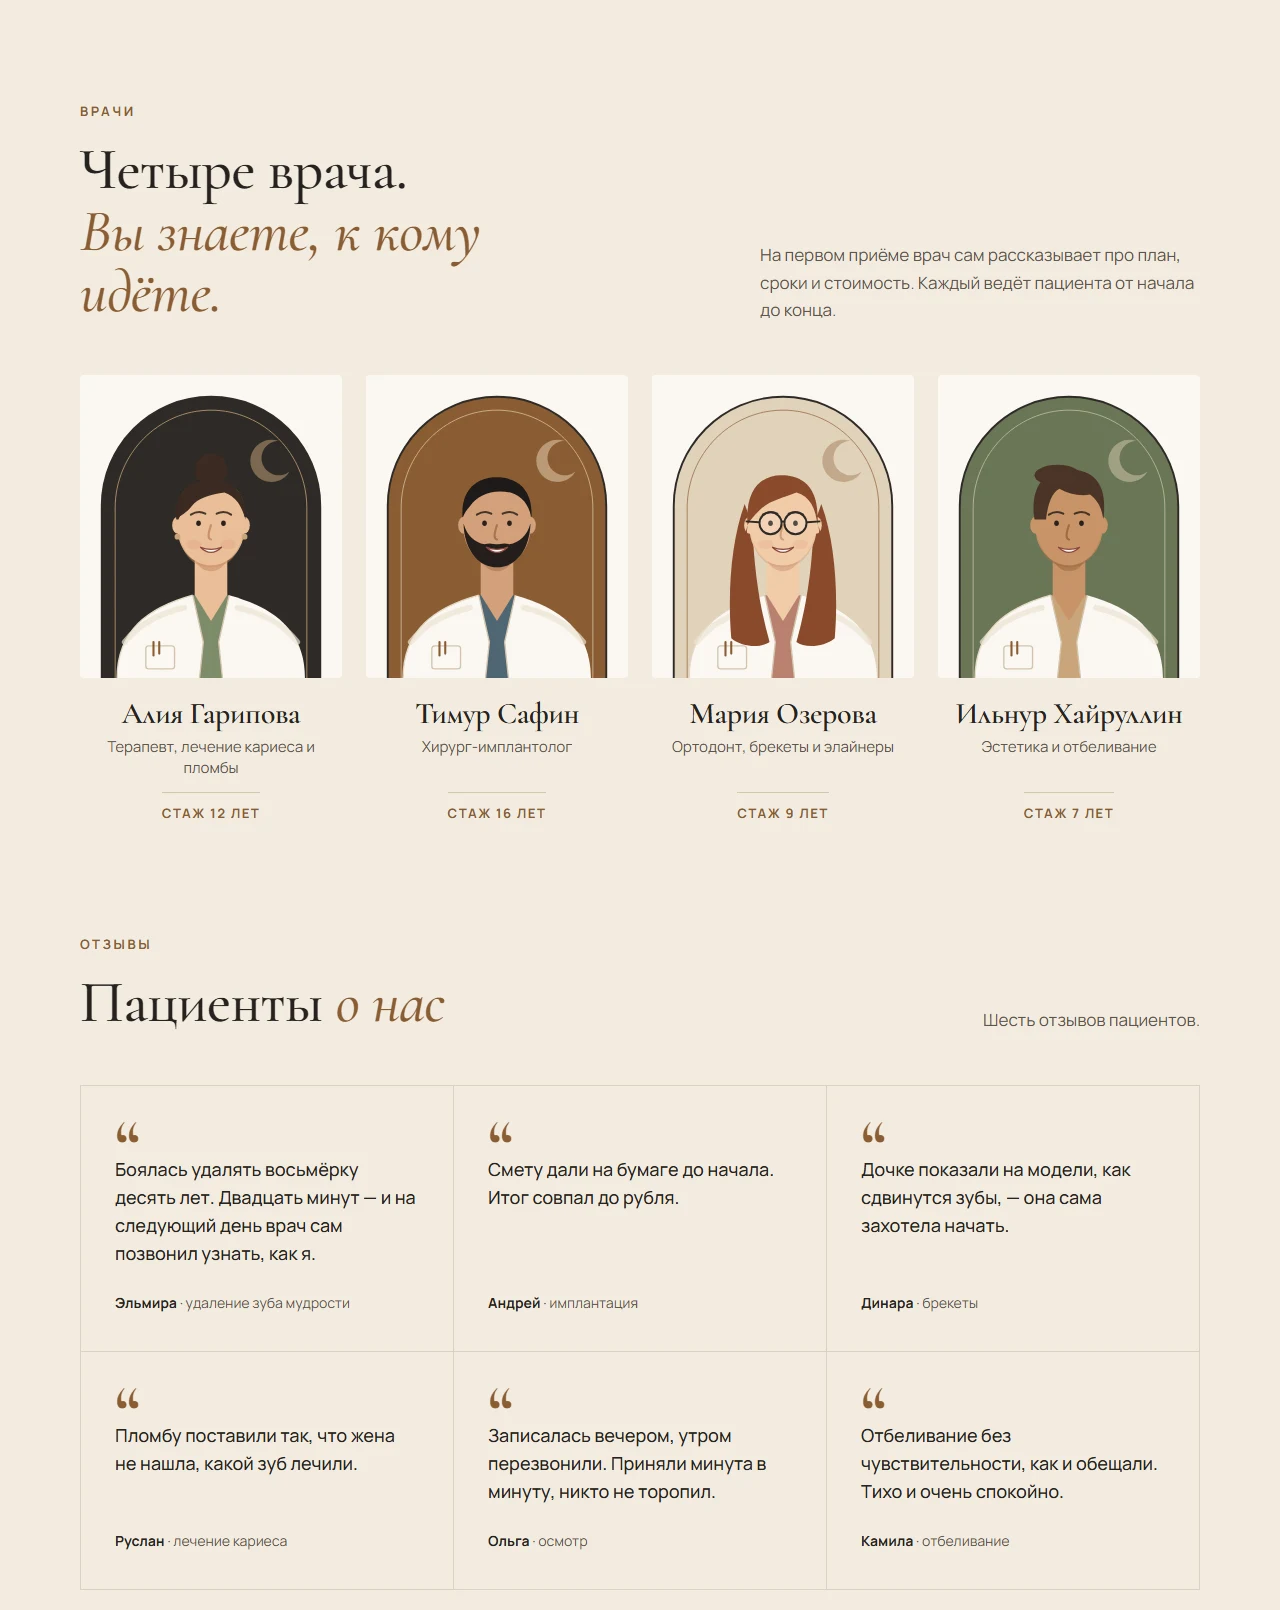 ВРАЧИ
Четыре врача.
Вы знаете, к кому
идёте.
На первом приёме врач сам рассказывает про план,
сроки и стоимость. Каждый ведёт пациента от начала
до конца.
Алия Гарипова
Терапевт, лечение кариеса и
пломбы
СТАЖ 12 ЛЕТ
Тимур Сафин
Хирург-имплантолог
СТАЖ 16 ЛЕТ
Мария Озерова
Ортодонт, брекеты и элайнеры
СТАЖ 9 ЛЕТ
Ильнур Хайруллин
Эстетика и отбеливание
СТАЖ 7 ЛЕТ
ОТЗЫВЫ
Пациенты о нас
Шесть отзывов пациентов.
“
Боялась удалять восьмёрку
десять лет. Двадцать минут — и на
следующий день врач сам
позвонил узнать, как я.
Эльмира · удаление зуба мудрости
“
Смету дали на бумаге до начала.
Итог совпал до рубля.
Андрей · имплантация
“
Дочке показали на модели, как
сдвинутся зубы, — она сама
захотела начать.
Динара · брекеты
“
Пломбу поставили так, что жена
не нашла, какой зуб лечили.
Руслан · лечение кариеса
“
Записалась вечером, утром
перезвонили. Приняли минута в
минуту, никто не торопил.
Ольга · осмотр
“
Отбеливание без
чувствительности, как и обещали.
Тихо и очень спокойно.
Камила · отбеливание